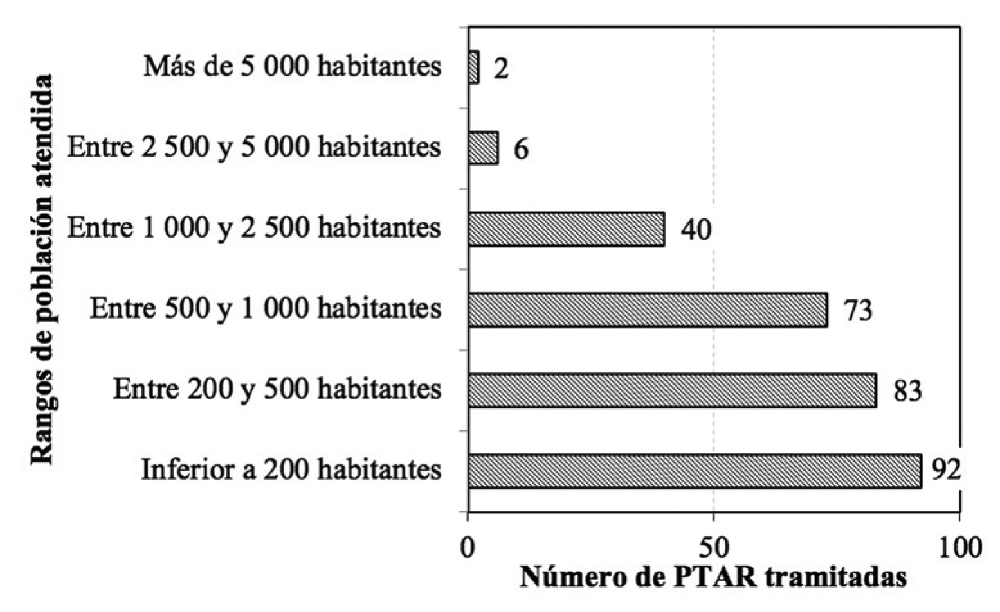 Rangos de población atendida
Más de 5 000 habitantes 2
Entre 2 500 y 5 000 habitantes 6
Entre 1 000 y 2 500 habitantes 40
Entre 500 y 1 000 habitantes 73
Entre 200 y 500 habitantes 83
Inferior a 200 habitantes 92
0 50 100
Número de PTAR tramitadas